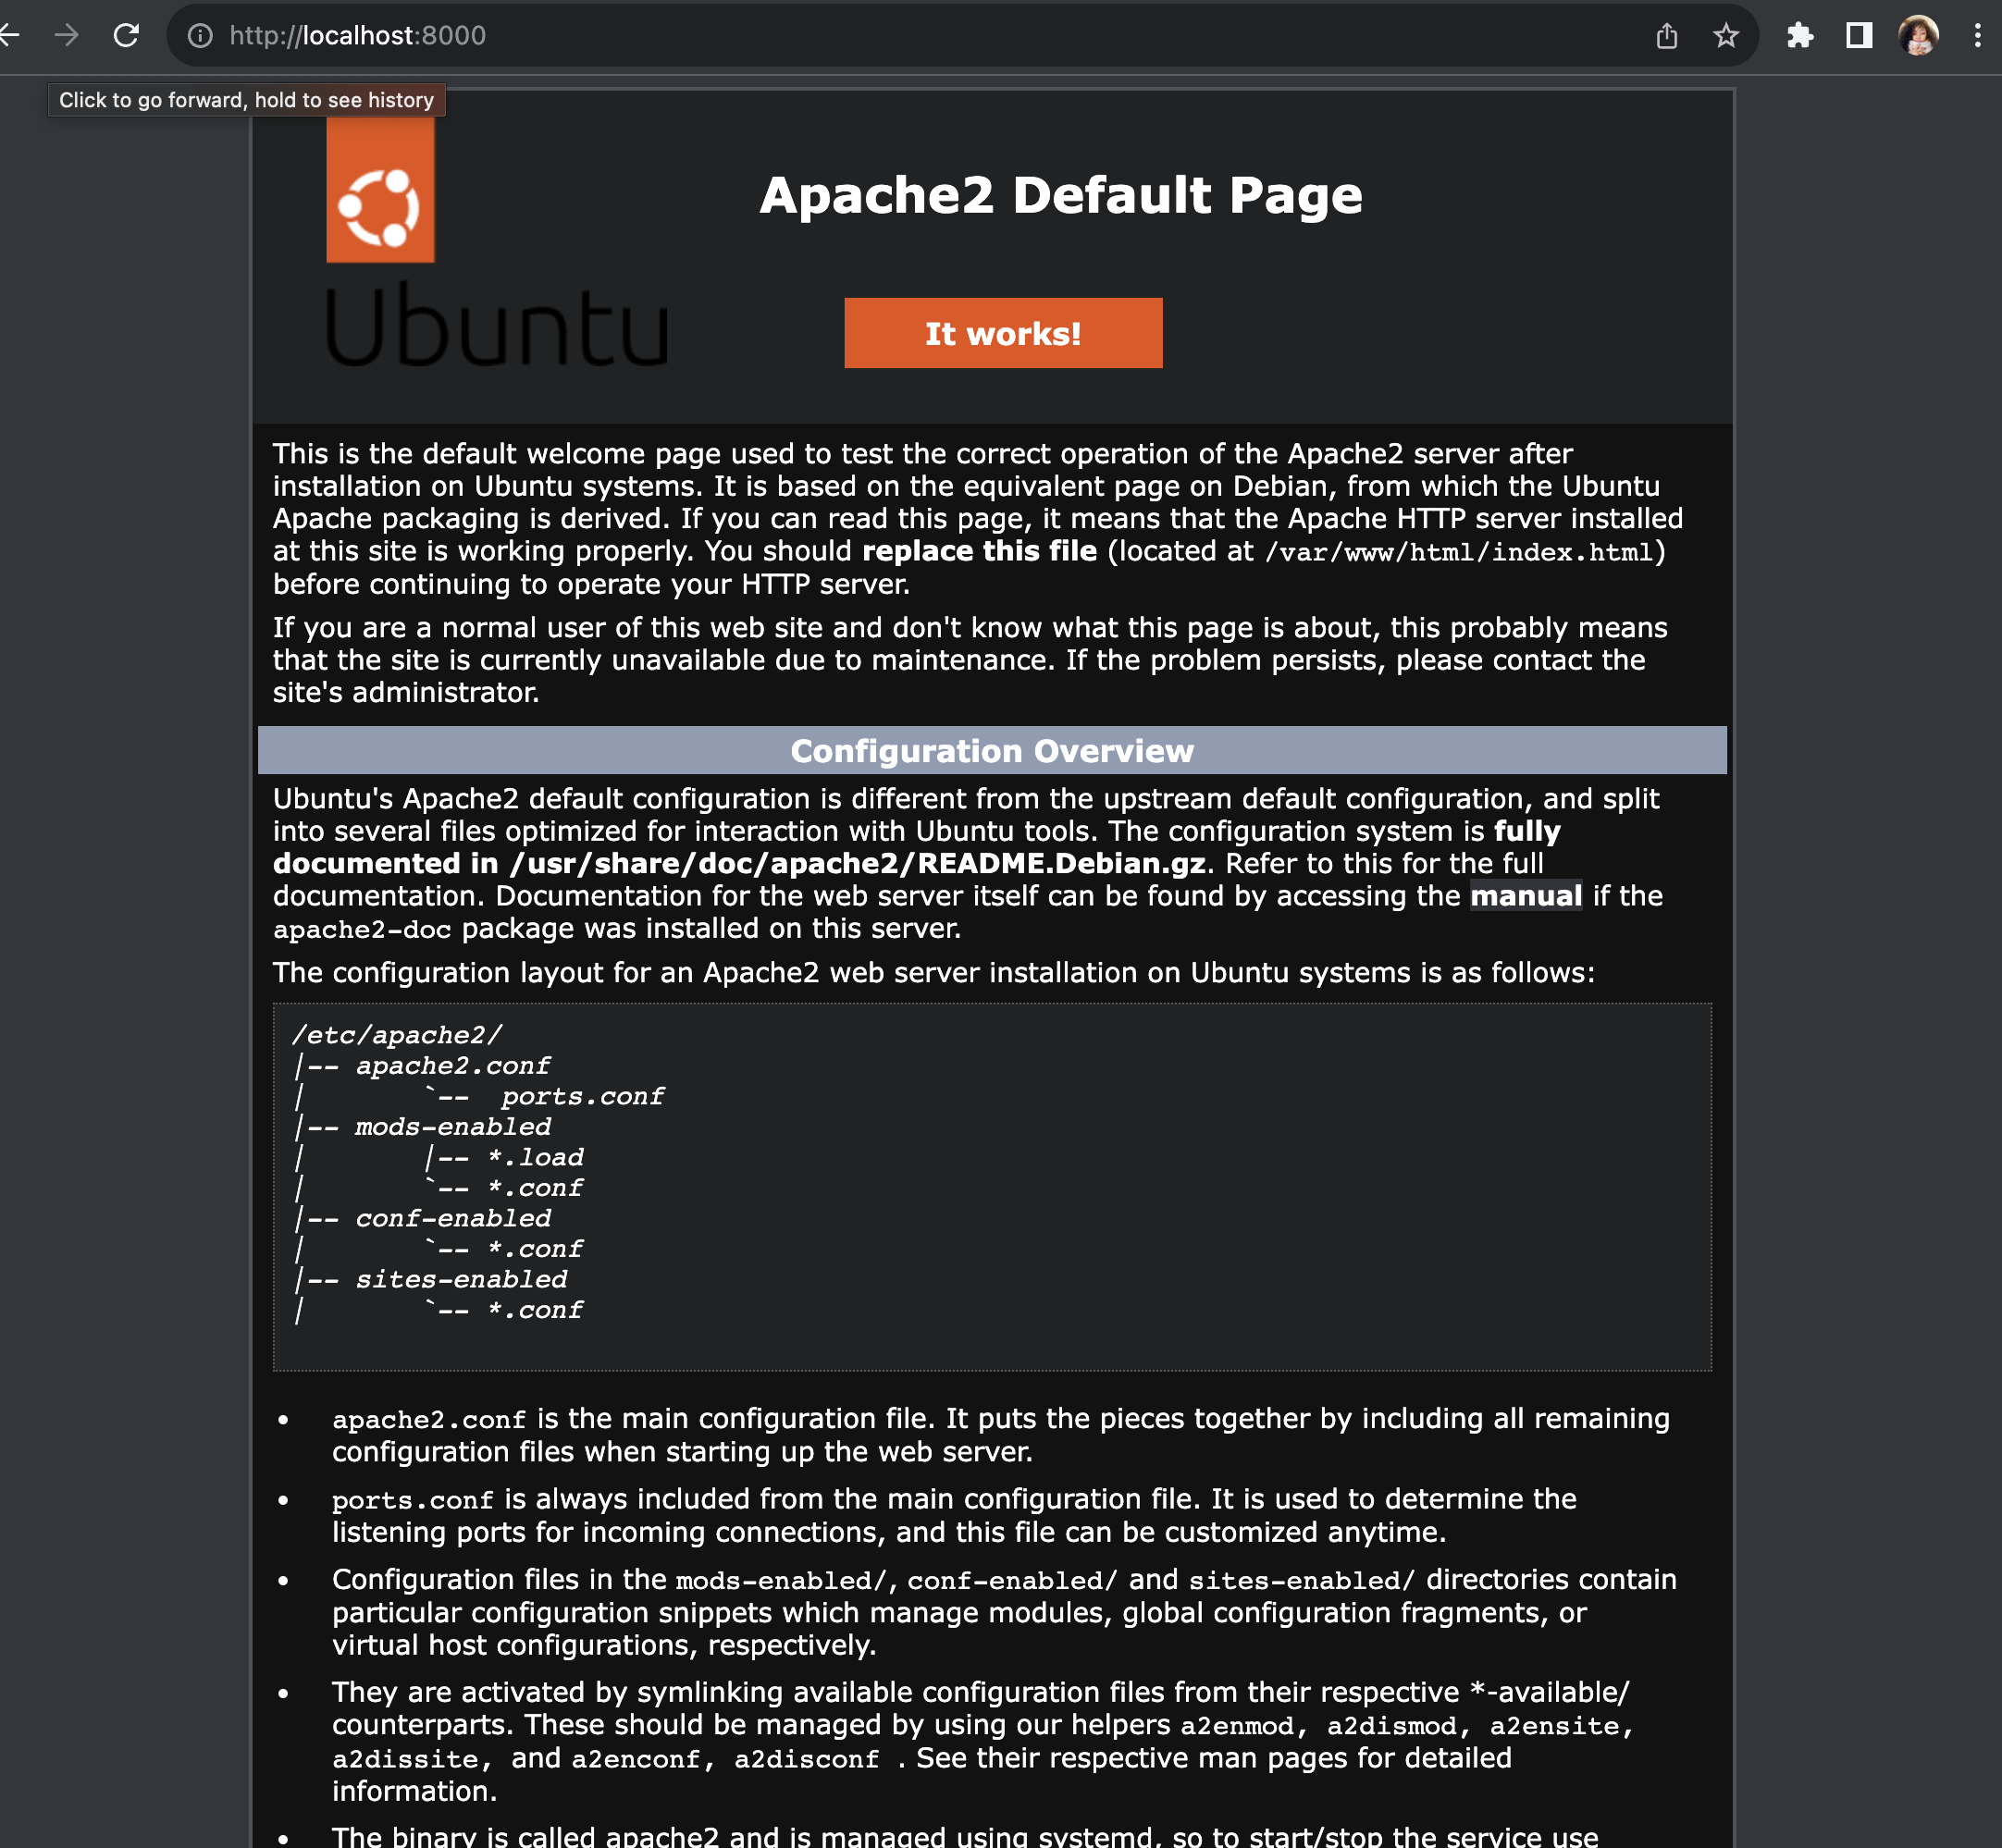 http://localhost:8000
Click to go forward, hold to see history
Apache2 Default Page
Ubuntu
It works!
This is the default welcome page used to test the correct operation of the Apache2 server after
installation on Ubuntu systems. It is based on the equivalent page on Debian, from which the Ubuntu
Apache packaging is derived. If you can read this page, it means that the Apache HTTP server installed
at this site is working properly. You should replace this file (located at /var/www/html/index.html)
before continuing to operate your HTTP server.
If you are a normal user of this web site and don't know what this page is about, this probably means
that the site is currently unavailable due to maintenance. If the problem persists, please contact the
site's administrator.
Configuration Overview
Ubuntu's Apache2 default configuration is different from the upstream default configuration, and split
into several files optimized for interaction with Ubuntu tools. The configuration system is fully
documented in /usr/share/doc/apache2/README.Debian.gz. Refer to this for the full
documentation. Documentation for the web server itself can be found by accessing the manual if the
apache2-doc package was installed on this server.
The configuration layout for an Apache2 web server installation on Ubuntu systems is as follows:
/etc/apache2/
|-- apache2.conf
|       `--  ports.conf
|-- mods-enabled
|       |-- *.load
|       `-- *.conf
|-- conf-enabled
|       `-- *.conf
|-- sites-enabled
|       `-- *.conf
• apache2.conf is the main configuration file. It puts the pieces together by including all remaining
configuration files when starting up the web server.
• ports.conf is always included from the main configuration file. It is used to determine the
listening ports for incoming connections, and this file can be customized anytime.
• Configuration files in the mods-enabled/, conf-enabled/ and sites-enabled/ directories contain
particular configuration snippets which manage modules, global configuration fragments, or
virtual host configurations, respectively.
• They are activated by symlinking available configuration files from their respective *-available/
counterparts. These should be managed by using our helpers a2enmod, a2dismod, a2ensite,
a2dissite, and a2enconf, a2disconf . See their respective man pages for detailed
information.
• The binary is called apache2 and is managed using systemd, so to start/stop the service use